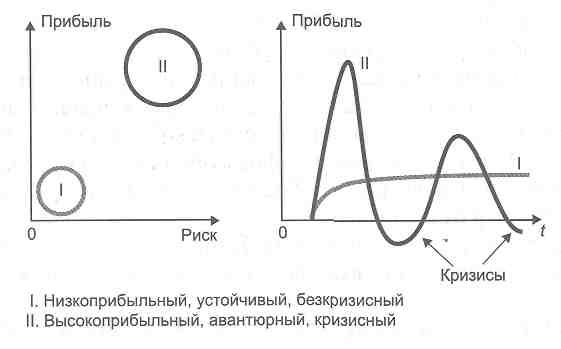 Прибыль
II
I
0
Риск
Прибыль
II
I
0
t
Кризисы
I. Низкоприбыльный, устойчивый, безкризисный
II. Высокоприбыльный, авантюрный, кризисный